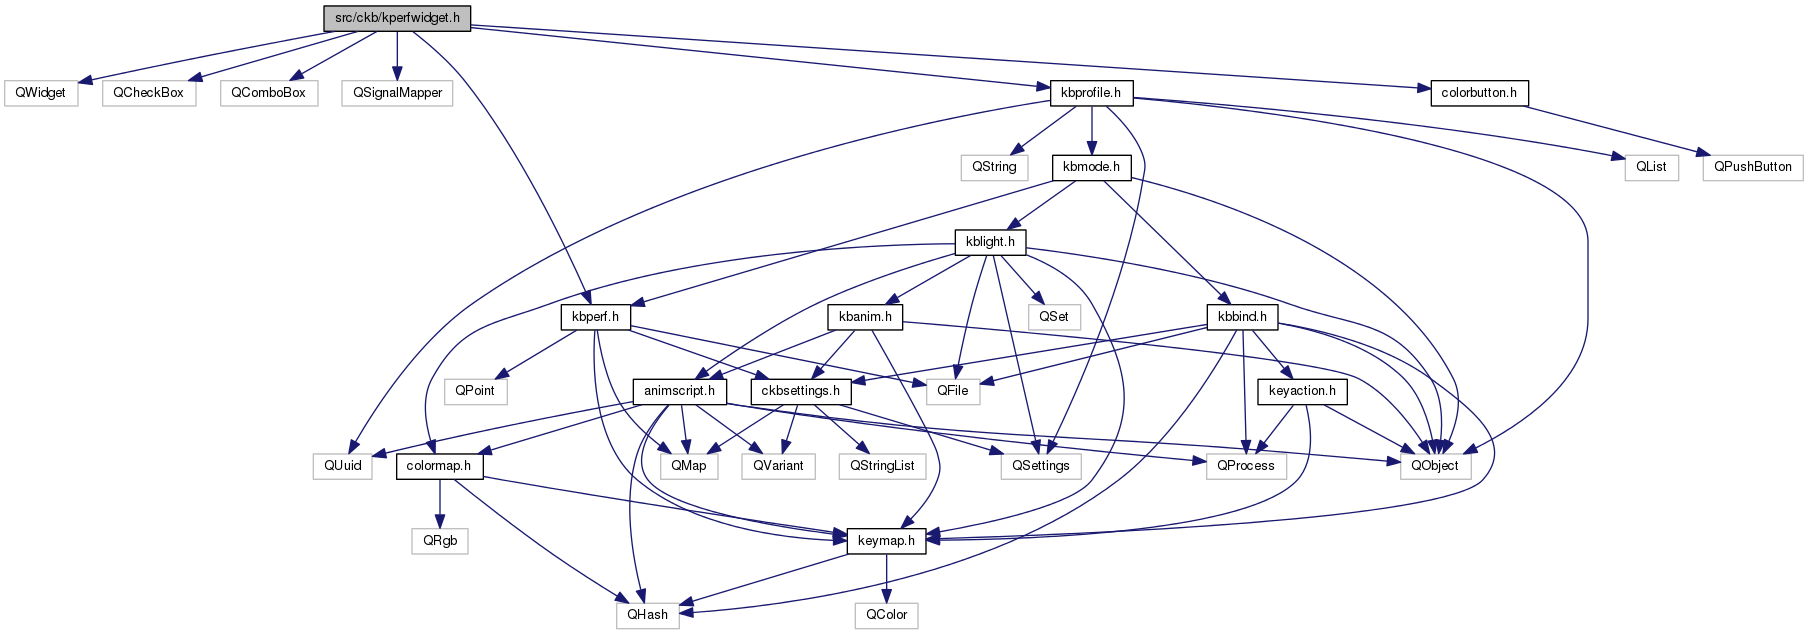 src/ckb/kperfwidget.h
QWidget
QCheckBox
QComboBox
QSignalMapper
kbprofile.h
colorbutton.h
QString
kbmode.h
QList
QPushButton
kblight.h
kbperf.h
kbanim.h
QSet
kbbind.h
QPoint
animscript.h
ckbsettings.h
QFile
keyaction.h
QUuid
colormap.h
QMap
QVariant
QStringList
QSettings
QProcess
QObject
QRgb
keymap.h
QHash
QColor